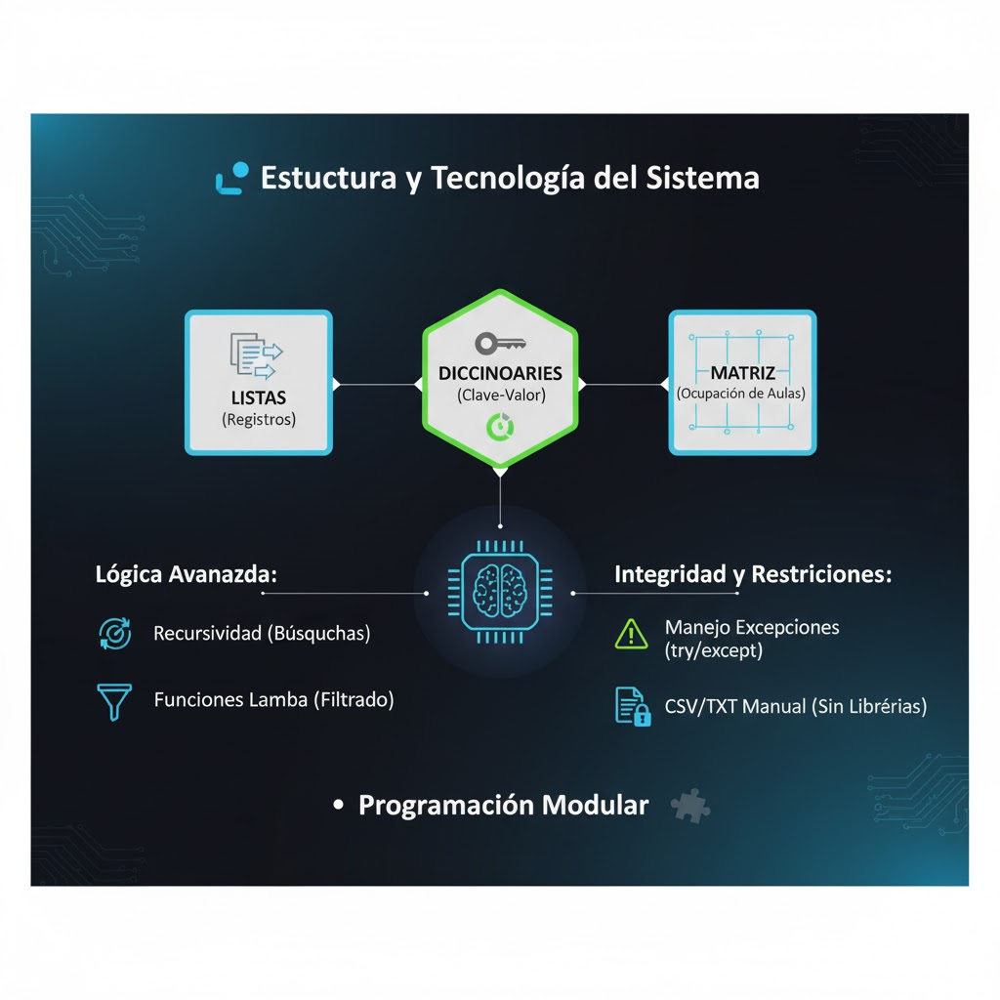 Estuctura y Tecnología del Sistema
LISTAS
(Registros)
DICCINOARIES
(Clave-Valor)
MATRIZ
(Ocupación de Aulas)
Lógica Avanazda:
Recursividad (Búsquchas)
Funciones Lamba (Filtrado)
Integridad y Restriciones:
Manejo Excepciones
(try/except)
CSV/TXT Manual (Sin Librérias)
• Programación Modular